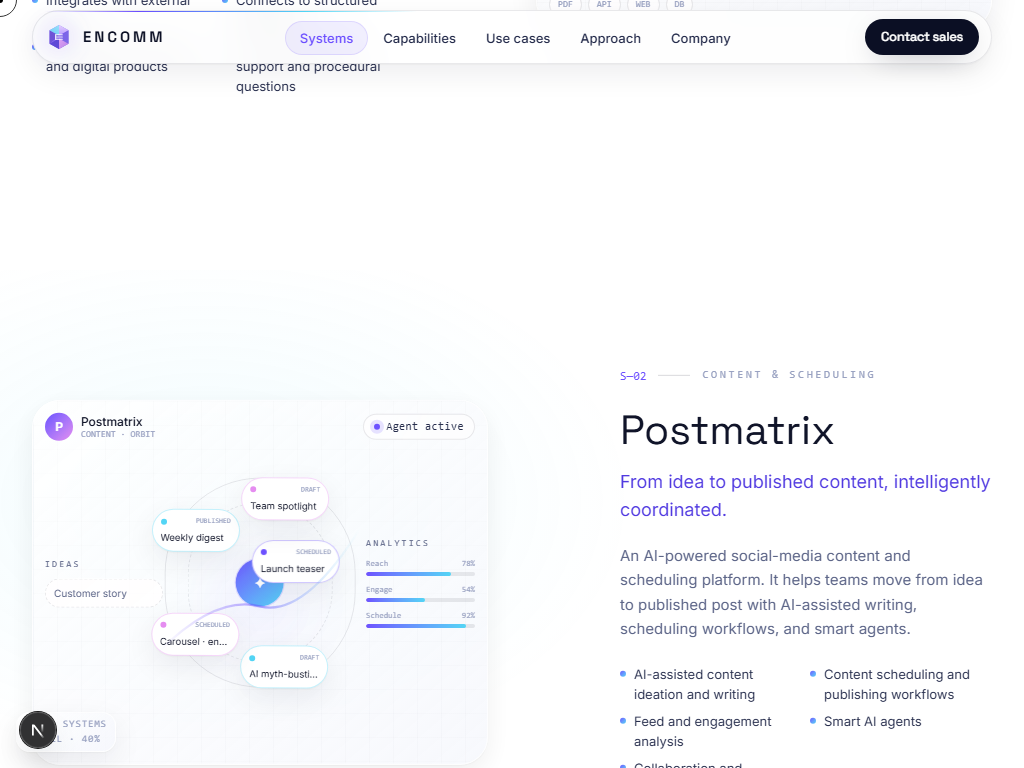 Integrates with external
Connects to structured
PDF
API
WEB
DB
ENCOMM
Systems
Capabilities
Use cases
Approach
Company
Contact sales
and digital products
support and procedural
questions
S—02
CONTENT & SCHEDULING
Postmatrix
From idea to published content, intelligently
coordinated.
An AI-powered social-media content and
scheduling platform. It helps teams move from idea
to published post with AI-assisted writing,
scheduling workflows, and smart agents.
AI-assisted content
ideation and writing
Content scheduling and
publishing workflows
Feed and engagement
analysis
Smart AI agents
P
Postmatrix
CONTENT · ORBIT
Agent active
DRAFT
Team spotlight
PUBLISHED
Weekly digest
SCHEDULED
Launch teaser
IDEAS
Customer story
SCHEDULED
Carousel · en...
DRAFT
AI myth-busti...
ANALYTICS
Reach
78%
Engage
54%
Schedule
92%
N
SYSTEMS
L · 40%